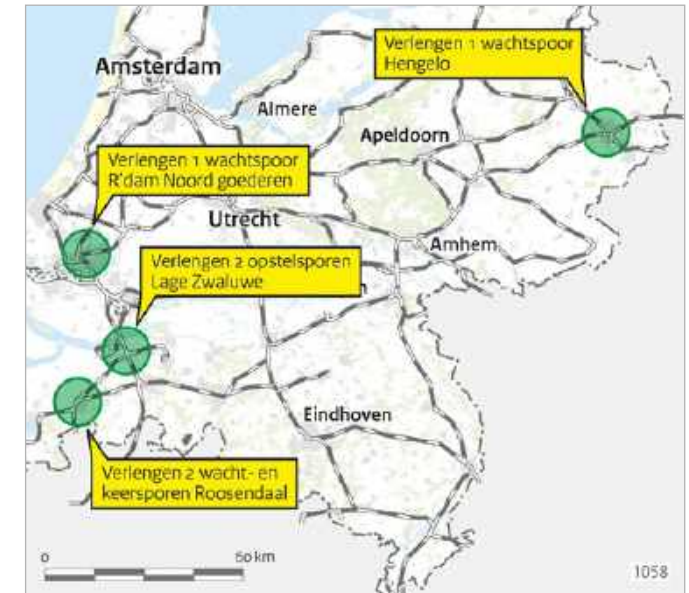 Verlengen 1 wachtspoor
Hengelo
Amsterdam
Almere
Apeldoorn
Verlengen 1 wachtspoor
R'dam Noord goederen
Utrecht
Arnhem
Verlengen 2 opstelsporen
Lage Zwaluwe
Eindhoven
Verlengen 2 wacht- en
keersporen Roosendaal
0
50 km
1058